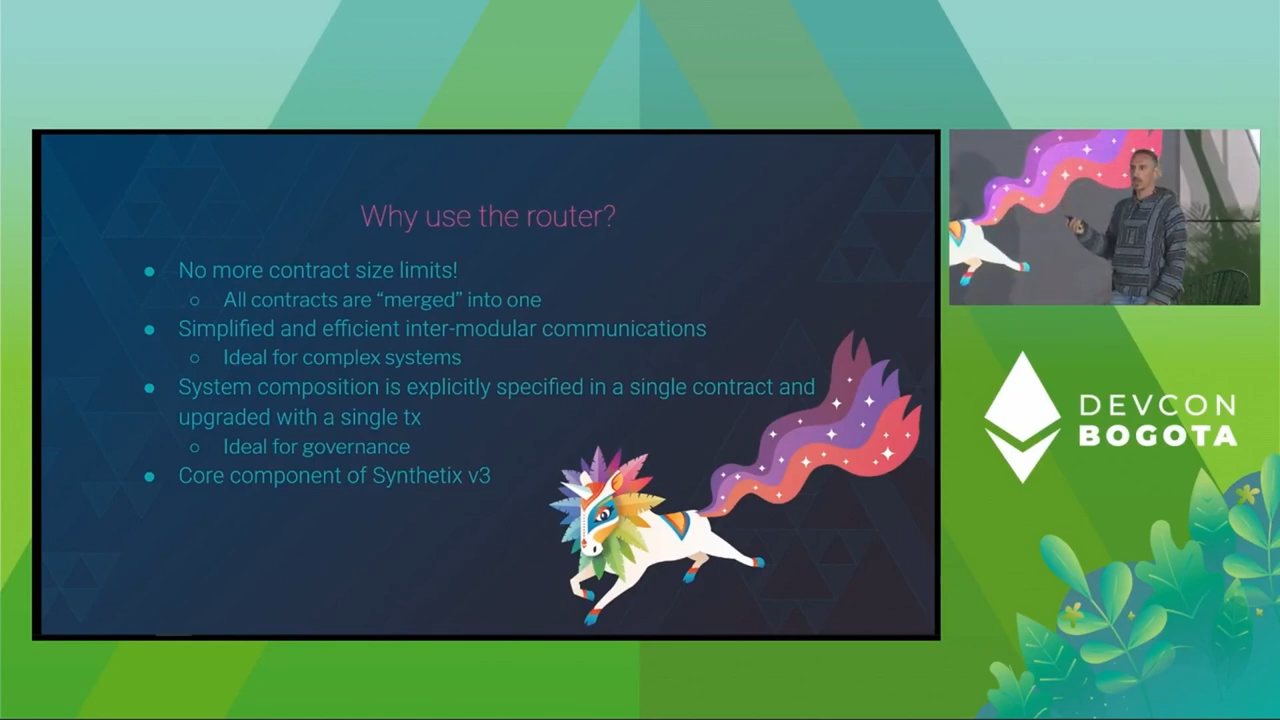 Why use the router?
● No more contract size limits!
○ All contracts are “merged” into one
● Simplified and efficient inter-modular communications
○ Ideal for complex systems
● System composition is explicitly specified in a single contract and
upgraded with a single tx
○ Ideal for governance
● Core component of Synthetix v3
DEVCON
BOGOTA